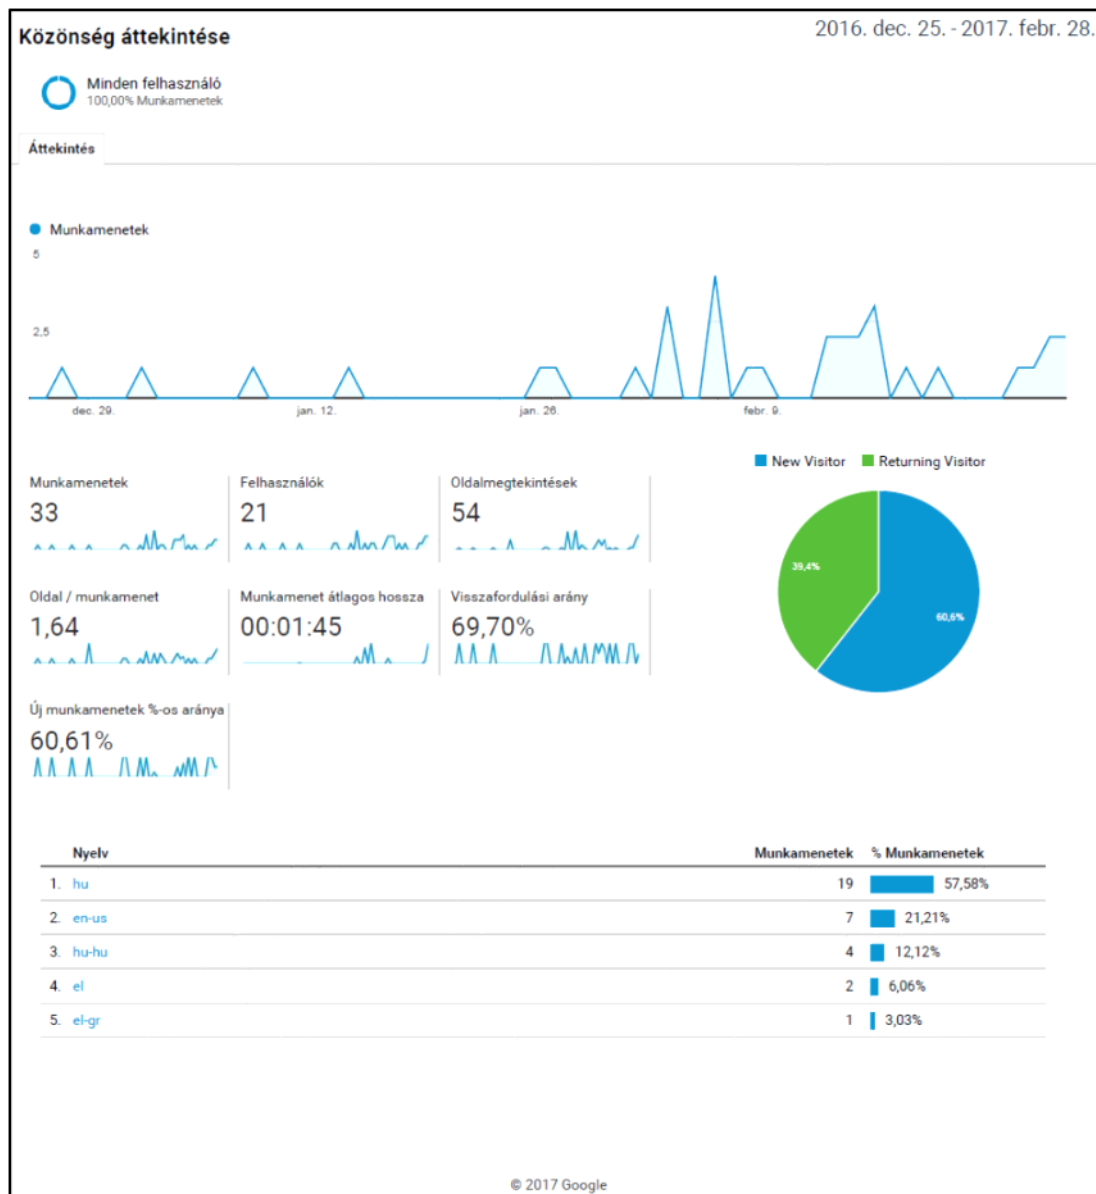 Közönség áttekintése
2016. dec. 25. - 2017. febr. 28.
Minden felhasználó
100,00% Munkamenetek
Áttekintés
Munkamenetek
5
2,5
dec. 29.
jan. 12.
jan. 26.
febr. 9.
New Visitor
Returning Visitor
Munkamenetek
33
Felhasználók
21
Oldalmegtekintések
54
39,4%
60,6%
Oldal / munkamenet
1,64
Munkamenet átlagos hossza
00:01:45
Visszafordulási arány
69,70%
Új munkamenetek %-os aránya
60,61%
Nyelv Munkamenetek % Munkamenetek
1. hu 19 57,58%
2. en-us 7 21,21%
3. hu-hu 4 12,12%
4. el 2 6,06%
5. el-gr 1 3,03%
© 2017 Google